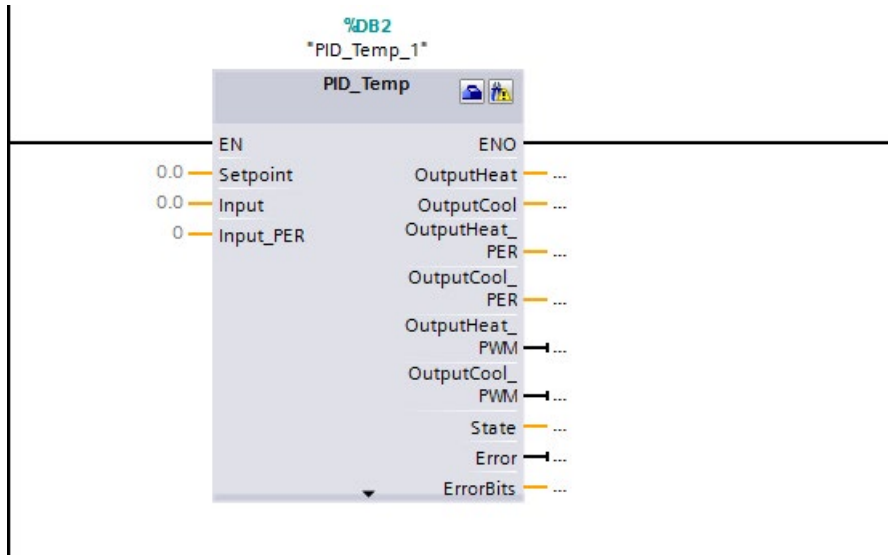 %DB2
"PID_Temp_1"
PID_Temp
EN
ENO
0.0
Setpoint
OutputHeat
...
0.0
Input
OutputCool
...
0
Input_PER
OutputHeat_
PER
...
OutputCool_
PER
...
OutputHeat_
PWM
...
OutputCool_
PWM
...
State
...
Error
...
ErrorBits
...